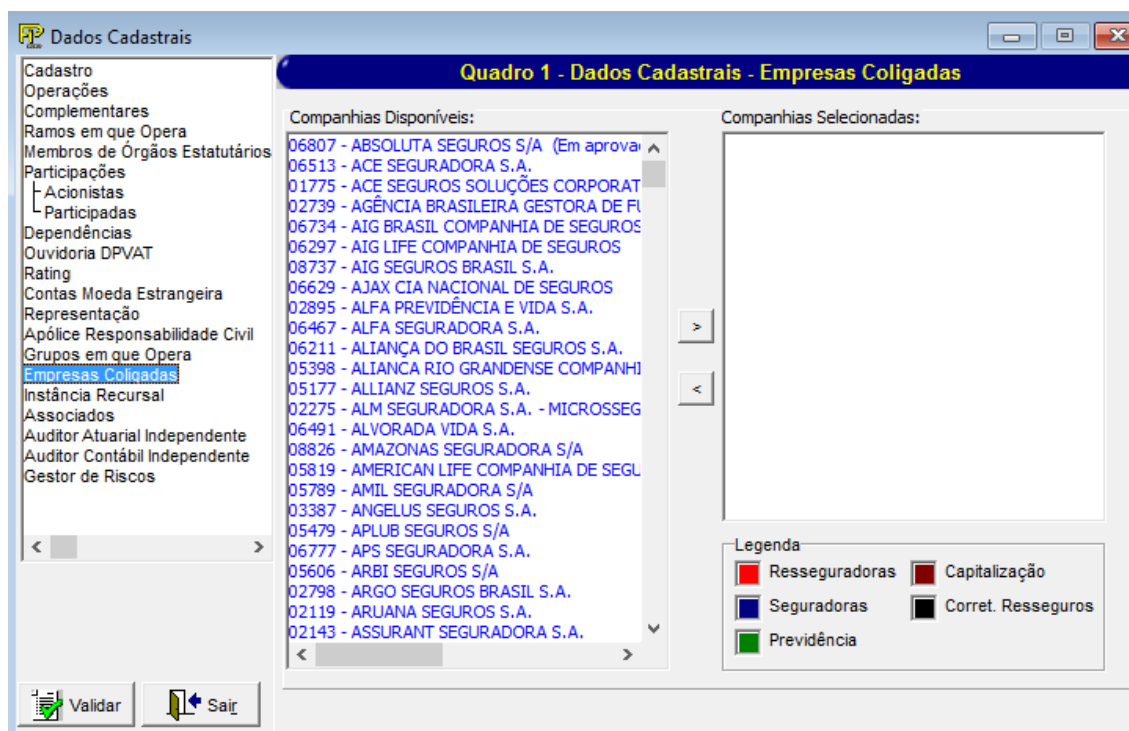 Dados Cadastrais
Cadastro
Operações
Complementares
Ramos em que Opera
Membros de Órgãos Estatutários
Participações
Acionistas
Participadas
Dependências
Ouvidoria DPVAT
Rating
Contas Moeda Estrangeira
Representação
Apólice Responsabilidade Civil
Grupos em que Opera
Empresas Coligadas
Instância Recursal
Associados
Auditor Atuarial Independente
Auditor Contábil Independente
Gestor de Riscos
Validar
Sair
Quadro 1 - Dados Cadastrais - Empresas Coligadas
Companhias Disponíveis:
06807 - ABSOLUTA SEGUROS S/A (Em aprova
06513 - ACE SEGURADORA S.A.
01775 - ACE SEGUROS SOLUÇÕES CORPORAT
02739 - AGÊNCIA BRASILEIRA GESTORA DE FU
06734 - AIG BRASIL COMPANHIA DE SEGUROS
06297 - AIG LIFE COMPANHIA DE SEGUROS
08737 - AIG SEGUROS BRASIL S.A.
06629 - AJAX CIA NACIONAL DE SEGUROS
02895 - ALFA PREVIDÊNCIA E VIDA S.A.
06467 - ALFA SEGURADORA S.A.
06211 - ALIANÇA DO BRASIL SEGUROS S.A.
05398 - ALIANCA RIO GRANDENSE COMPANHI
05177 - ALLIANZ SEGUROS S.A.
02275 - ALM SEGURADORA S.A. - MICROSSEG
06491 - ALVORADA VIDA S.A.
08826 - AMAZONAS SEGURADORA S/A
05819 - AMERICAN LIFE COMPANHIA DE SEGU
05789 - AMIL SEGURADORA S/A
03387 - ANGELUS SEGUROS S.A.
05479 - APLUB SEGUROS S/A
06777 - APS SEGURADORA S.A.
05606 - ARBI SEGUROS S/A
02798 - ARGO SEGUROS BRASIL S.A.
02119 - ARUANA SEGUROS S.A.
02143 - ASSURANT SEGURADORA S.A.
>
<
Companhias Selecionadas:
Legenda
Resseguradoras
Capitalização
Seguradoras
Corret. Resseguros
Previdência